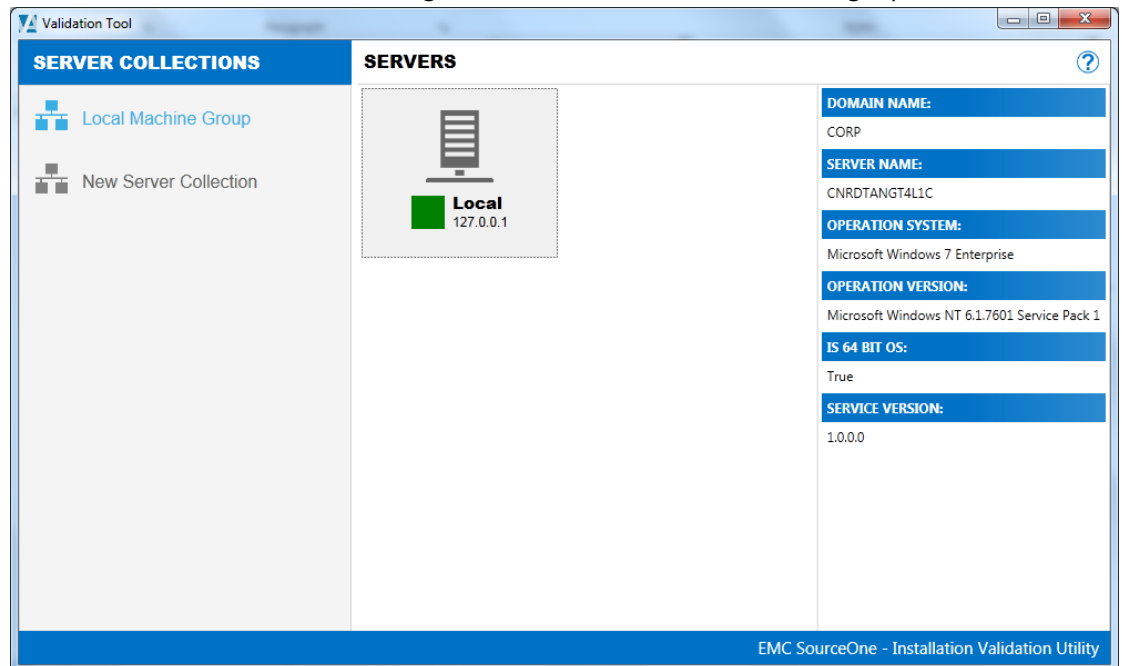 Validation Tool
SERVER COLLECTIONS
Local Machine Group
New Server Collection
SERVERS
Local
127.0.0.1
DOMAIN NAME:
CORP
SERVER NAME:
CNRDTANGT4L1C
OPERATION SYSTEM:
Microsoft Windows 7 Enterprise
OPERATION VERSION:
Microsoft Windows NT 6.1.7601 Service Pack 1
IS 64 BIT OS:
True
SERVICE VERSION:
1.0.0.0
EMC SourceOne - Installation Validation Utility